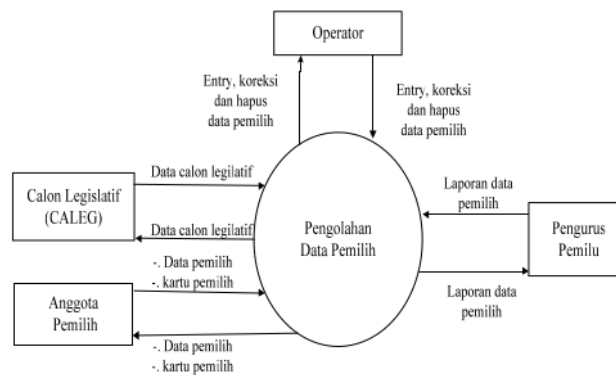 Operator
Entry, koreksi
dan hapus
data pemilih
Entry, koreksi
dan hapus
data pemilih
Data calon legilatif
Calon Legislatif
(CALEG)
Data calon legilatif
Pengolahan
Data Pemilih
Laporan data
pemilih
Pengurus
Pemilu
Laporan data
pemilih
-. Data pemilih
-. kartu pemilih
Anggota
Pemilih
-. Data pemilih
-. kartu pemilih